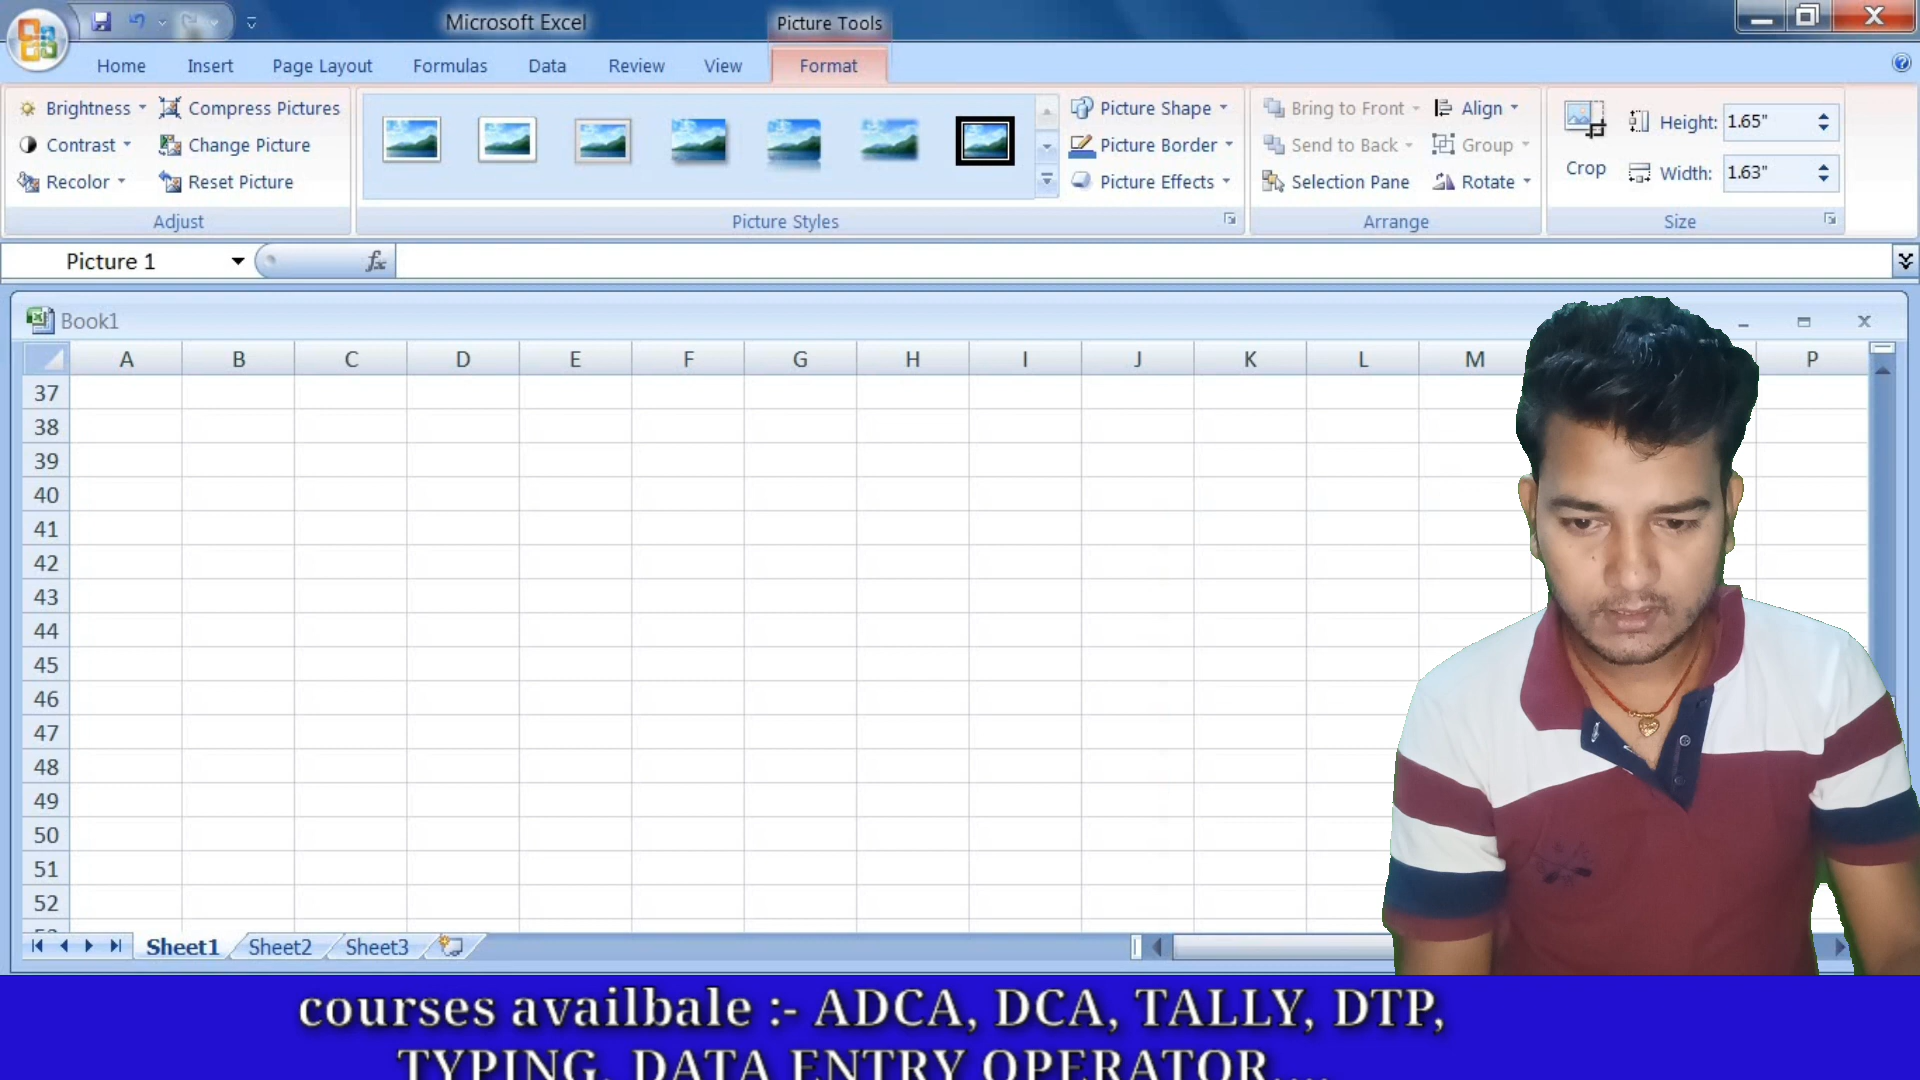 Microsoft Excel
Picture Tools
Home Insert Page Layout Formulas Data Review View Format
Brightness Compress Pictures Picture Shape Bring to Front Align Height: 1.65"
Contrast Change Picture Picture Border Send to Back Group
Recolor Reset Picture Picture Effects Selection Pane Rotate Crop Width: 1.63"
Adjust Picture Styles Arrange Size
Picture 1 fx
Book1
A B C D E F G H I J K L M P
37
38
39
40
41
42
43
44
45
46
47
48
49
50
51
52
Sheet1 Sheet2 Sheet3
courses availbale :- ADCA, DCA, TALLY, DTP,
TYPING, DATA ENTRY OPERATOR....